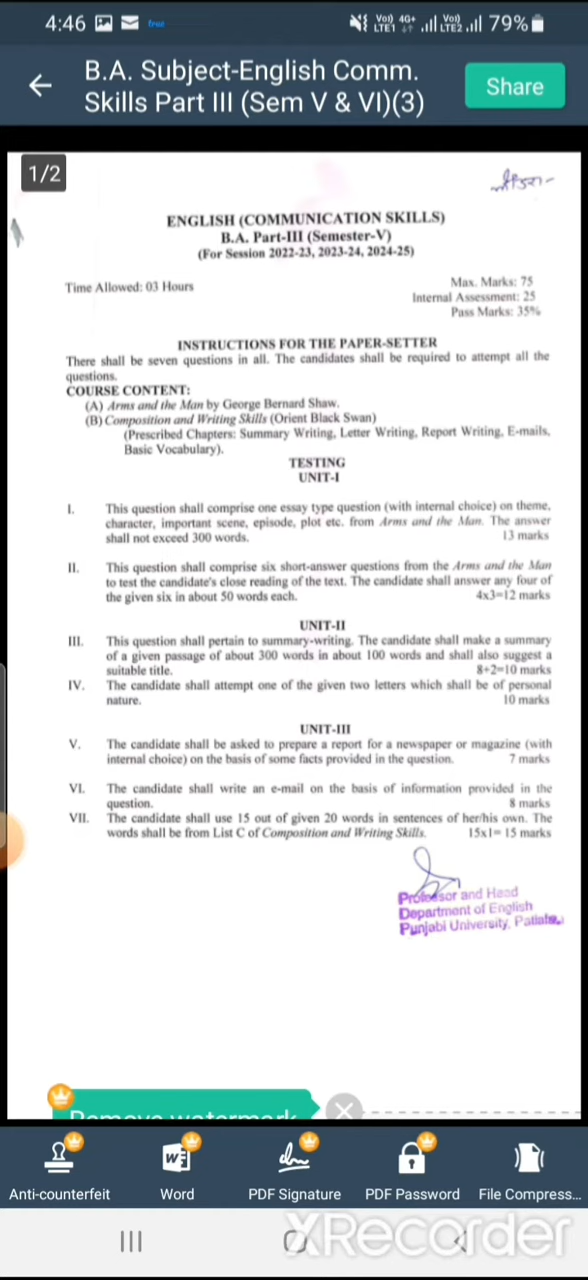 4:46 79%
B.A. Subject-English Comm.
Skills Part III (Sem V & VI)(3)
Share
1/2
ENGLISH (COMMUNICATION SKILLS)
B.A. Part-III (Semester-V)
(For Session 2022-23, 2023-24, 2024-25)
Time Allowed: 03 Hours
Max. Marks: 75
Internal Assessment: 25
Pass Marks: 35%
INSTRUCTIONS FOR THE PAPER-SETTER
There shall be seven questions in all. The candidates shall be required to attempt all the
questions.
COURSE CONTENT:
(A) Arms and the Man by George Bernard Shaw.
(B) Composition and Writing Skills (Orient Black Swan)
(Prescribed Chapters: Summary Writing, Letter Writing, Report Writing, E-mails,
Basic Vocabulary).
TESTING
UNIT-I
I. This question shall comprise one essay type question (with internal choice) on theme,
character, important scene, episode, plot etc. from Arms and the Man. The answer
shall not exceed 300 words. 13 marks
II. This question shall comprise six short-answer questions from the Arms and the Man
to test the candidate's close reading of the text. The candidate shall answer any four of
the given six in about 50 words each. 4x3=12 marks
UNIT-II
III. This question shall pertain to summary-writing. The candidate shall make a summary
of a given passage of about 300 words in about 100 words and shall also suggest a
suitable title. 8+2=10 marks
IV. The candidate shall attempt one of the given two letters which shall be of personal
nature. 10 marks
UNIT-III
V. The candidate shall be asked to prepare a report for a newspaper or magazine (with
internal choice) on the basis of some facts provided in the question. 7 marks
VI. The candidate shall write an e-mail on the basis of information provided in the
question. 8 marks
VII. The candidate shall use 15 out of given 20 words in sentences of her/his own. The
words shall be from List C of Composition and Writing Skills. 15x1= 15 marks
Professor and Head
Department of English
Punjabi University, Patiala
Remove watermark
Anti-counterfeit Word PDF Signature PDF Password File Compress...
XRecorder